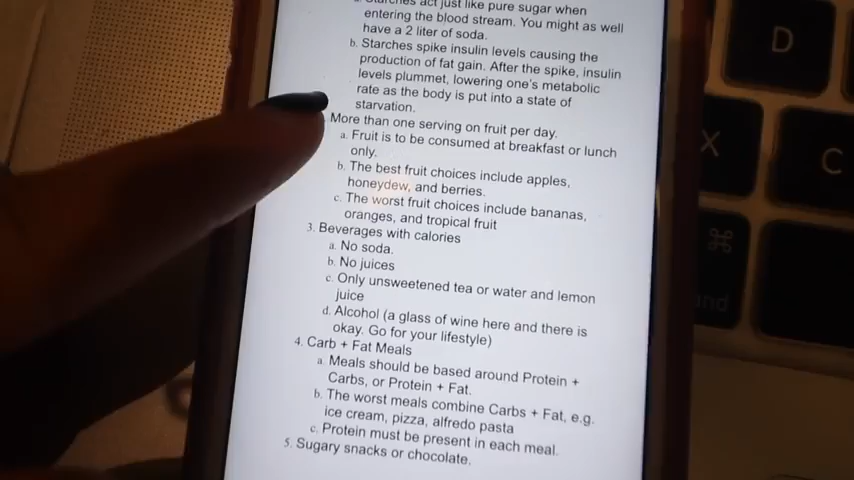 a. Starches act just like pure sugar when
entering the blood stream. You might as well
have a 2 liter of soda.
b. Starches spike insulin levels causing the
production of fat gain. After the spike, insulin
levels plummet, lowering one's metabolic
rate as the body is put into a state of
starvation.
More than one serving on fruit per day.
a. Fruit is to be consumed at breakfast or lunch
only.
b. The best fruit choices include apples,
honeydew, and berries.
c. The worst fruit choices include bananas,
oranges, and tropical fruit
3. Beverages with calories
a. No soda.
b. No juices
c. Only unsweetened tea or water and lemon
juice
d. Alcohol (a glass of wine here and there is
okay. Go for your lifestyle)
4. Carb + Fat Meals
a. Meals should be based around Protein +
Carbs, or Protein + Fat.
b. The worst meals combine Carbs + Fat, e.g.
ice cream, pizza, alfredo pasta
c. Protein must be present in each meal.
5. Sugary snacks or chocolate.
D
X
C
⌘